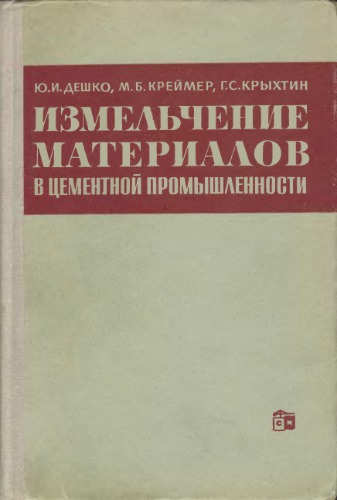 Ю.И.ДЕШКО, М.Б.КРЕЙМЕР, Г.С.КРЫХТИН
ИЗМЕЛЬЧЕНИЕ
МАТЕРИАЛОВ
В ЦЕМЕНТНОЙ ПРОМЫШЛЕННОСТИ
С И